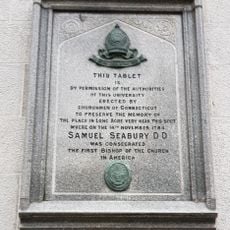 THIS TABLET
IS
BY PERMISSION OF THE AUTHORITIES
OF THIS UNIVERSITY
ERECTED BY
CHURCHMEN OF CONNECTICUT
TO PRESERVE THE MEMORY OF
THE PLACE IN LONG ACRE VERY NEAR THIS SPOT
WHERE ON THE 14TH NOVEMBER 1784
SAMUEL SEABURY D D
WAS CONSECRATED
THE FIRST BISHOP OF THE CHURCH
IN AMERICA